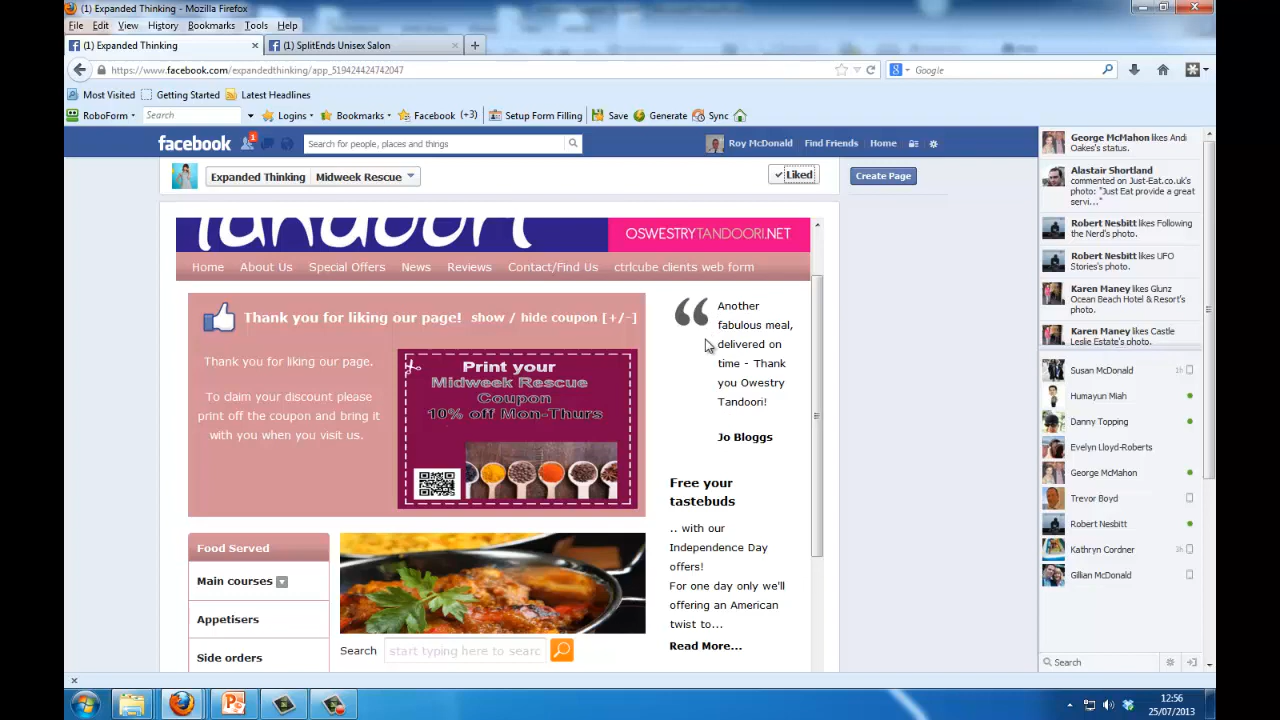 (1) Expanded Thinking - Mozilla Firefox
File Edit View History Bookmarks Tools Help
(1) Expanded Thinking
(1) SplitEnds Unisex Salon
https://www.facebook.com/expandedthinking/app_519424424742047
Google
Most Visited Getting Started Latest Headlines
RoboForm Search Logins Bookmarks Facebook (+3) Setup Form Filling Save Generate Sync
facebook 1 Search for people, places and things Roy McDonald Find Friends Home
Expanded Thinking Midweek Rescue Liked Create Page
Tandoori
OSWESTRYTANDOORI.NET
Home About Us Special Offers News Reviews Contact/Find Us ctrlcube clients web form
Thank you for liking our page! show / hide coupon [+/-]
Thank you for liking our page.
To claim your discount please
print off the coupon and bring it
with you when you visit us.
Print your
Midweek Rescue
Coupon
10% off Mon-Thurs
Another
fabulous meal,
delivered on
time - Thank
you Owestry
Tandoori!
Jo Bloggs
Free your
tastebuds
.. with our
Independence Day
offers!
For one day only we'll
offering an American
twist to...
Read More...
Food Served
Main courses
Appetisers
Side orders
Search start typing here to searc
George McMahon likes Andi
Oakes's status.
Alastair Shortland
commented on Just-Eat.co.uk's
photo: "Just Eat provide a great
servi..."
Robert Nesbitt likes Following
the Nerd's photo.
Robert Nesbitt likes UFO
Stories's photo.
Karen Maney likes Glunz
Ocean Beach Hotel & Resort's
photo.
Karen Maney likes Castle
Leslie Estate's photo.
Susan McDonald 1h
Humayun Miah
Danny Topping
Evelyn Lloyd-Roberts
George McMahon
Trevor Boyd
Robert Nesbitt
Kathryn Cordner 3h
Gillian McDonald
Search
12:56
25/07/2013